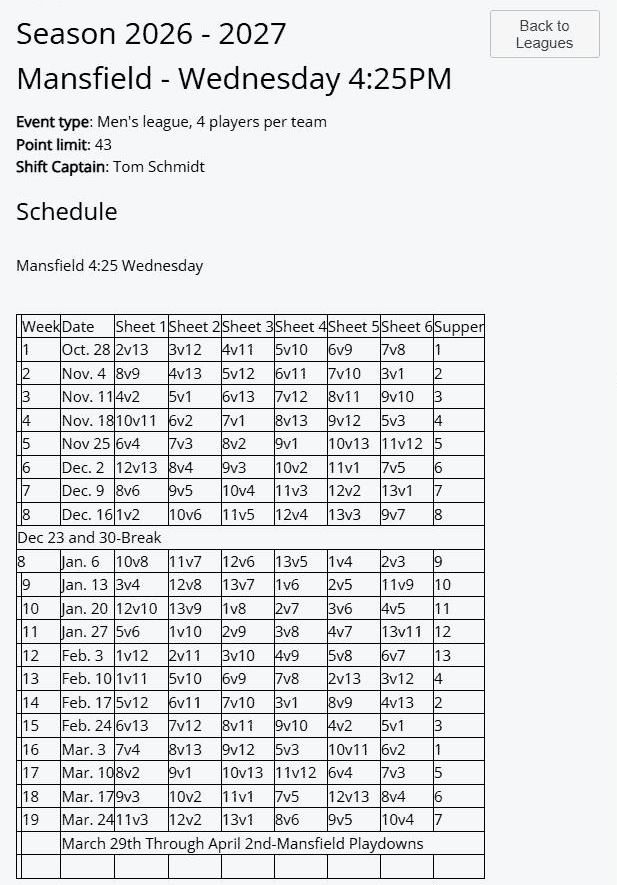 Season 2026 - 2027
Back to
Leagues
Mansfield - Wednesday 4:25PM
Event type: Men's league, 4 players per team
Point limit: 43
Shift Captain: Tom Schmidt
Schedule
Mansfield 4:25 Wednesday
Week Date Sheet 1 Sheet 2 Sheet 3 Sheet 4 Sheet 5 Sheet 6 Supper
1 Oct. 28 2v13 3v12 4v11 5v10 6v9 7v8 1
2 Nov. 4 8v9 4v13 5v12 6v11 7v10 3v1 2
3 Nov. 11 4v2 5v1 6v13 7v12 8v11 9v10 3
4 Nov. 18 10v11 6v2 7v1 8v13 9v12 5v3 4
5 Nov 25 6v4 7v3 8v2 9v1 10v13 11v12 5
6 Dec. 2 12v13 8v4 9v3 10v2 11v1 7v5 6
7 Dec. 9 8v6 9v5 10v4 11v3 12v2 13v1 7
8 Dec. 16 1v2 10v6 11v5 12v4 13v3 9v7 8
Dec 23 and 30-Break
8 Jan. 6 10v8 11v7 12v6 13v5 1v4 2v3 9
9 Jan. 13 3v4 12v8 13v7 1v6 2v5 11v9 10
10 Jan. 20 12v10 13v9 1v8 2v7 3v6 4v5 11
11 Jan. 27 5v6 1v10 2v9 3v8 4v7 13v11 12
12 Feb. 3 1v12 2v11 3v10 4v9 5v8 6v7 13
13 Feb. 10 1v11 5v10 6v9 7v8 2v13 3v12 4
14 Feb. 17 5v12 6v11 7v10 3v1 8v9 4v13 2
15 Feb. 24 6v13 7v12 8v11 9v10 4v2 5v1 3
16 Mar. 3 7v4 8v13 9v12 5v3 10v11 6v2 1
17 Mar. 10 8v2 9v1 10v13 11v12 6v4 7v3 5
18 Mar. 17 9v3 10v2 11v1 7v5 12v13 8v4 6
19 Mar. 24 11v3 12v2 13v1 8v6 9v5 10v4 7
March 29th Through April 2nd-Mansfield Playdowns